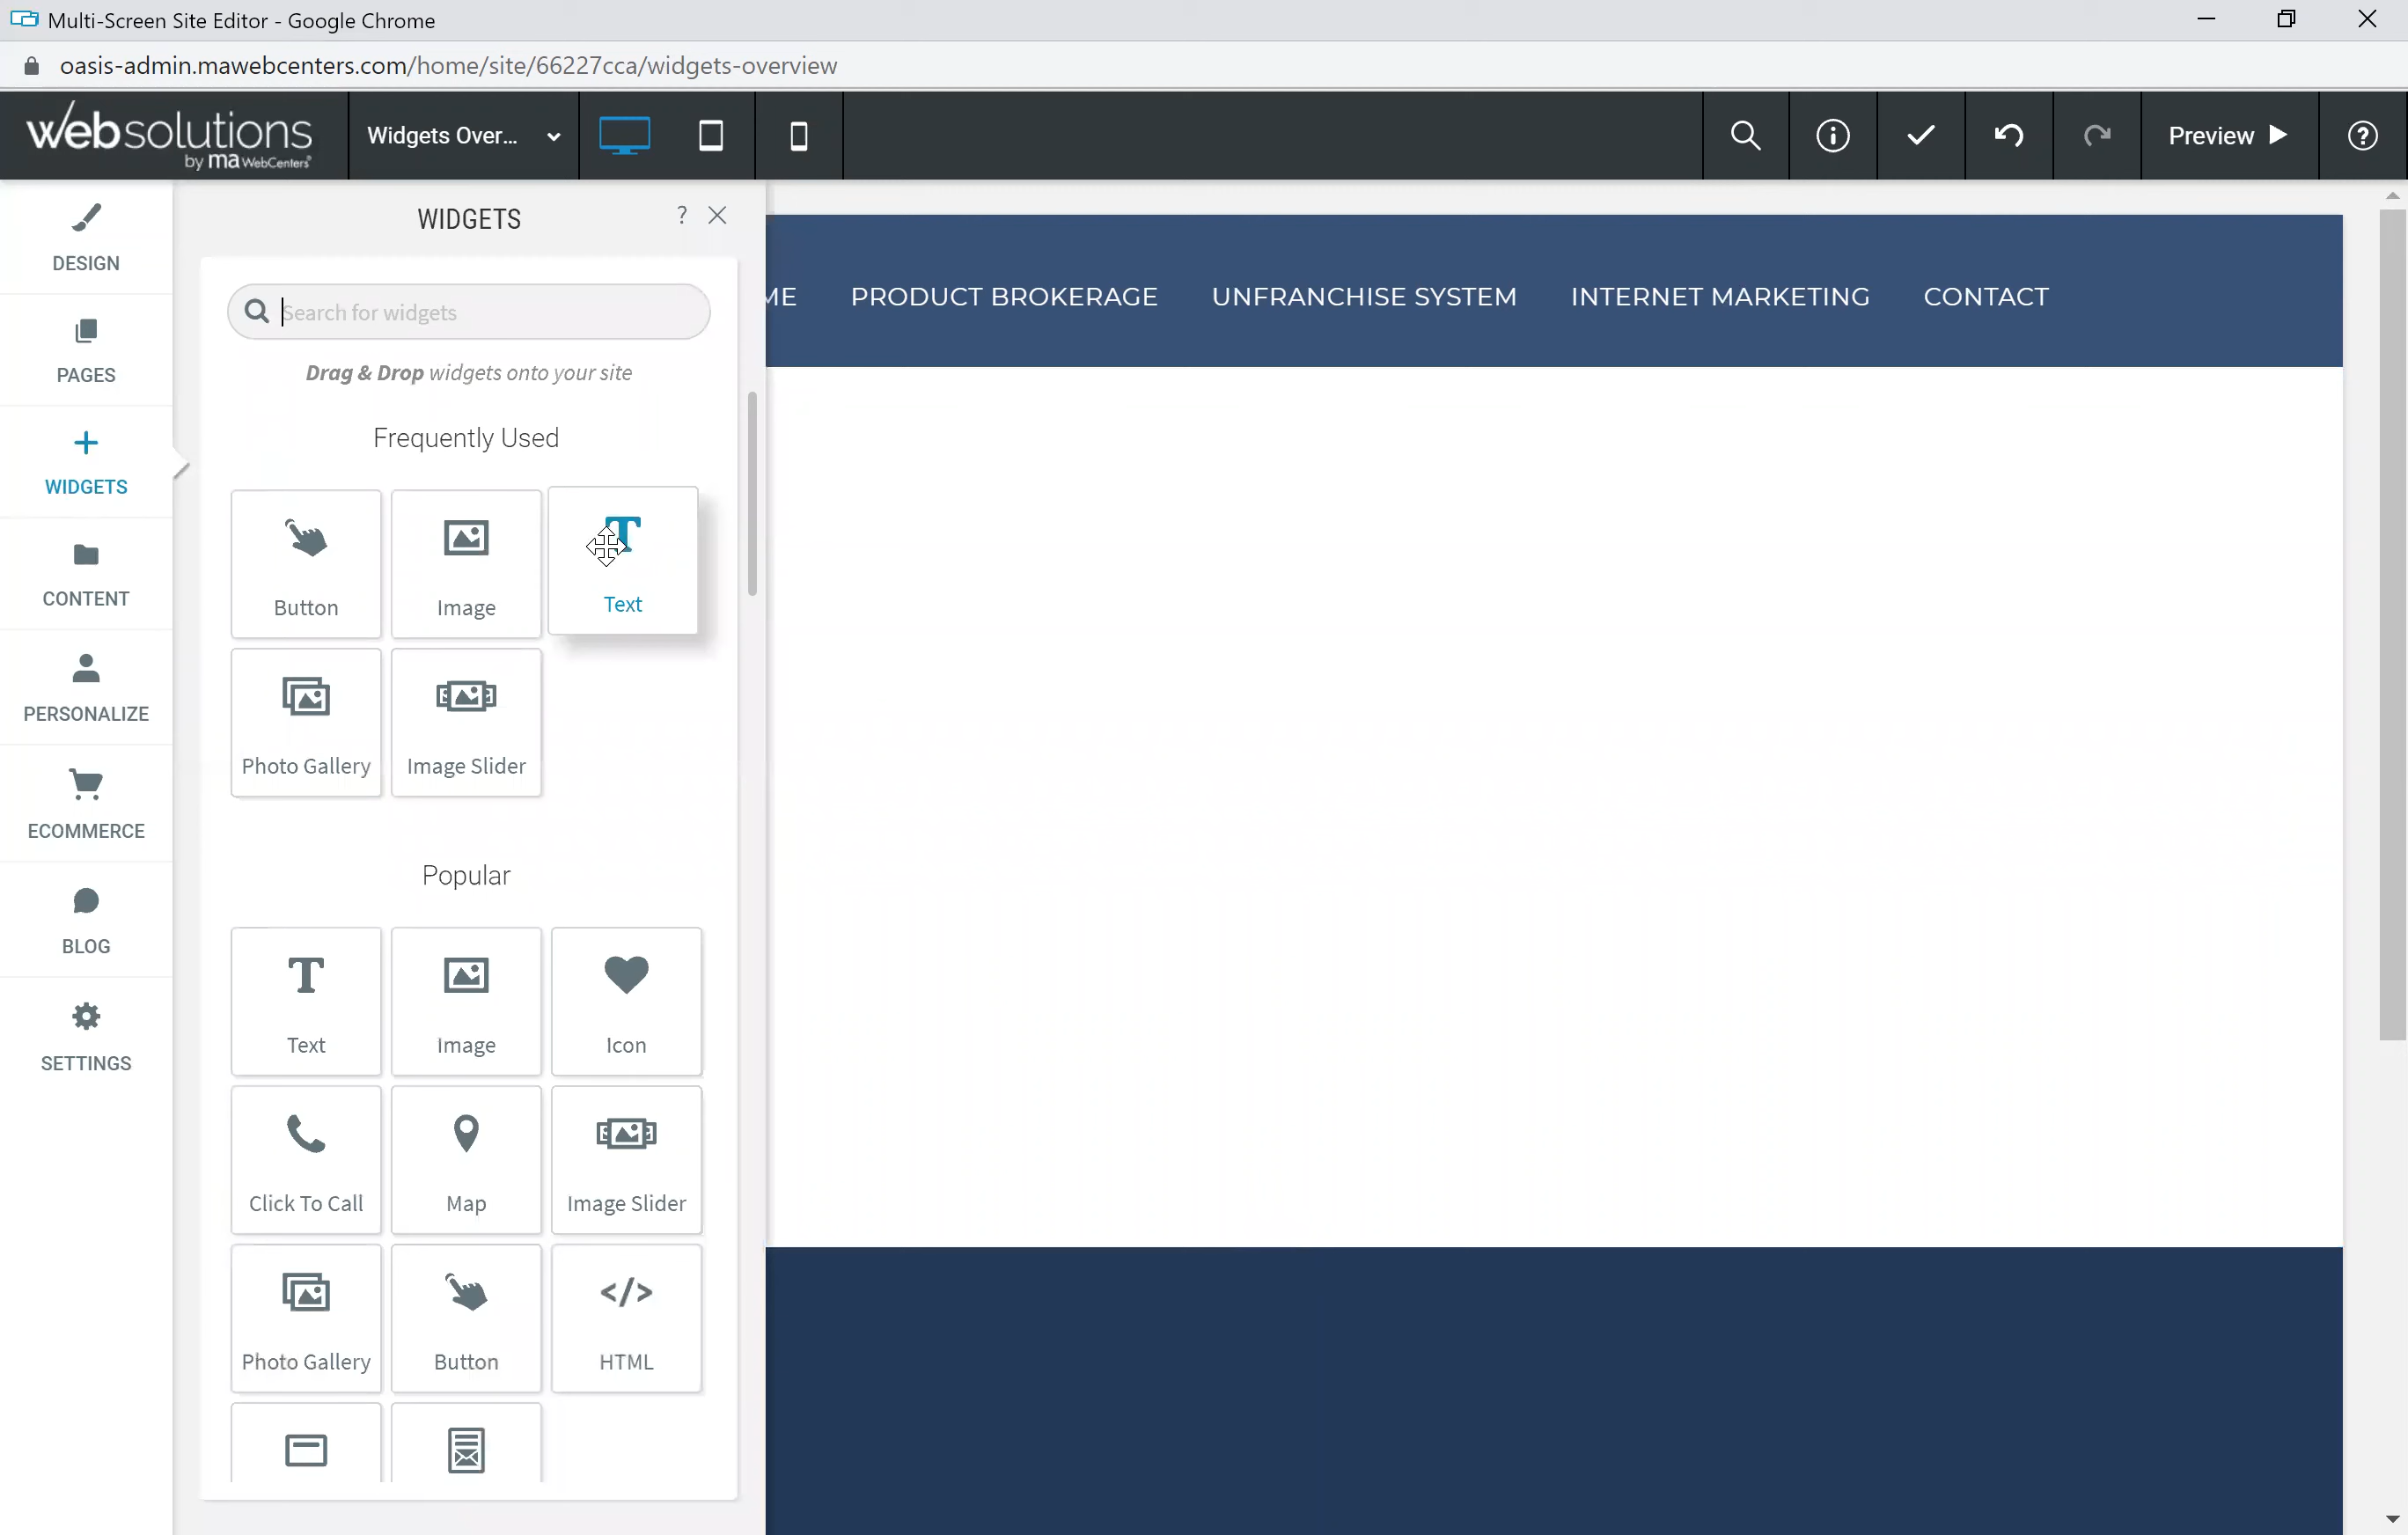 Multi-Screen Site Editor - Google Chrome
oasis-admin.mawebcenters.com/home/site/66227cca/widgets-overview
websolutions
by ma WebCenters®
Widgets Over...
Preview
?
DESIGN
PAGES
WIDGETS
CONTENT
PERSONALIZE
ECOMMERCE
BLOG
SETTINGS
WIDGETS ?
Search for widgets
Drag & Drop widgets onto your site
Frequently Used
Button Image Text
Photo Gallery Image Slider
Popular
Text Image Icon
Click To Call Map Image Slider
</>
Photo Gallery Button HTML
ME PRODUCT BROKERAGE UNFRANCHISE SYSTEM INTERNET MARKETING CONTACT